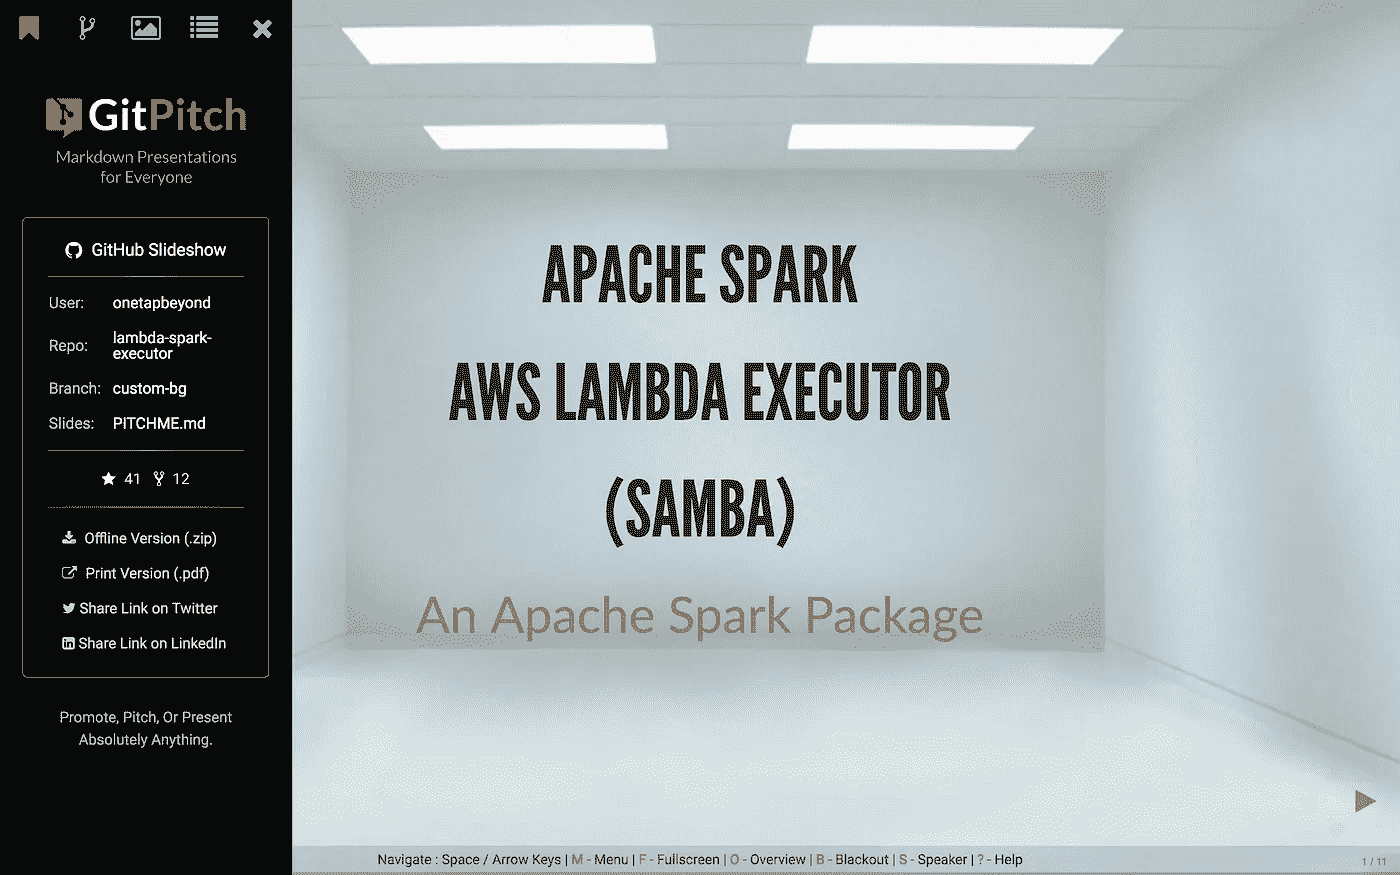 GitPitch
Markdown Presentations
for Everyone
GitHub Slideshow
User: onetapbeyond
Repo: lambda-spark-
executor
Branch: custom-bg
Slides: PITCHME.md
41 12
Offline Version (.zip)
Print Version (.pdf)
Share Link on Twitter
Share Link on LinkedIn
Promote, Pitch, Or Present
Absolutely Anything.
APACHE SPARK
AWS LAMBDA EXECUTOR
(SAMBA)
An Apache Spark Package
Navigate : Space / Arrow Keys | M - Menu | F - Fullscreen | O - Overview | B - Blackout | S - Speaker | ? - Help
1 / 11